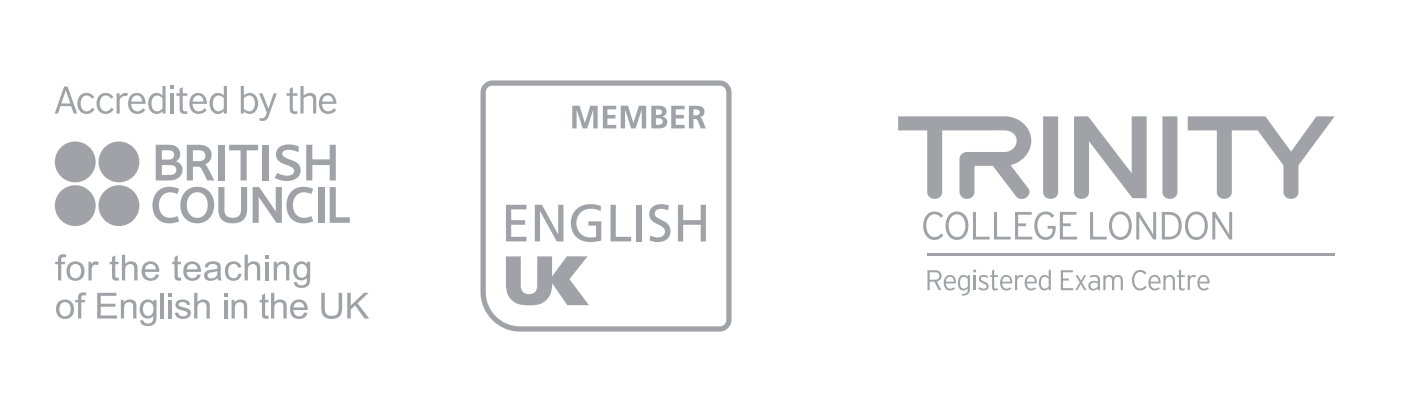 Accredited by the
BRITISH
COUNCIL
for the teaching
of English in the UK
MEMBER
ENGLISH
UK
TRINITY
COLLEGE LONDON
Registered Exam Centre